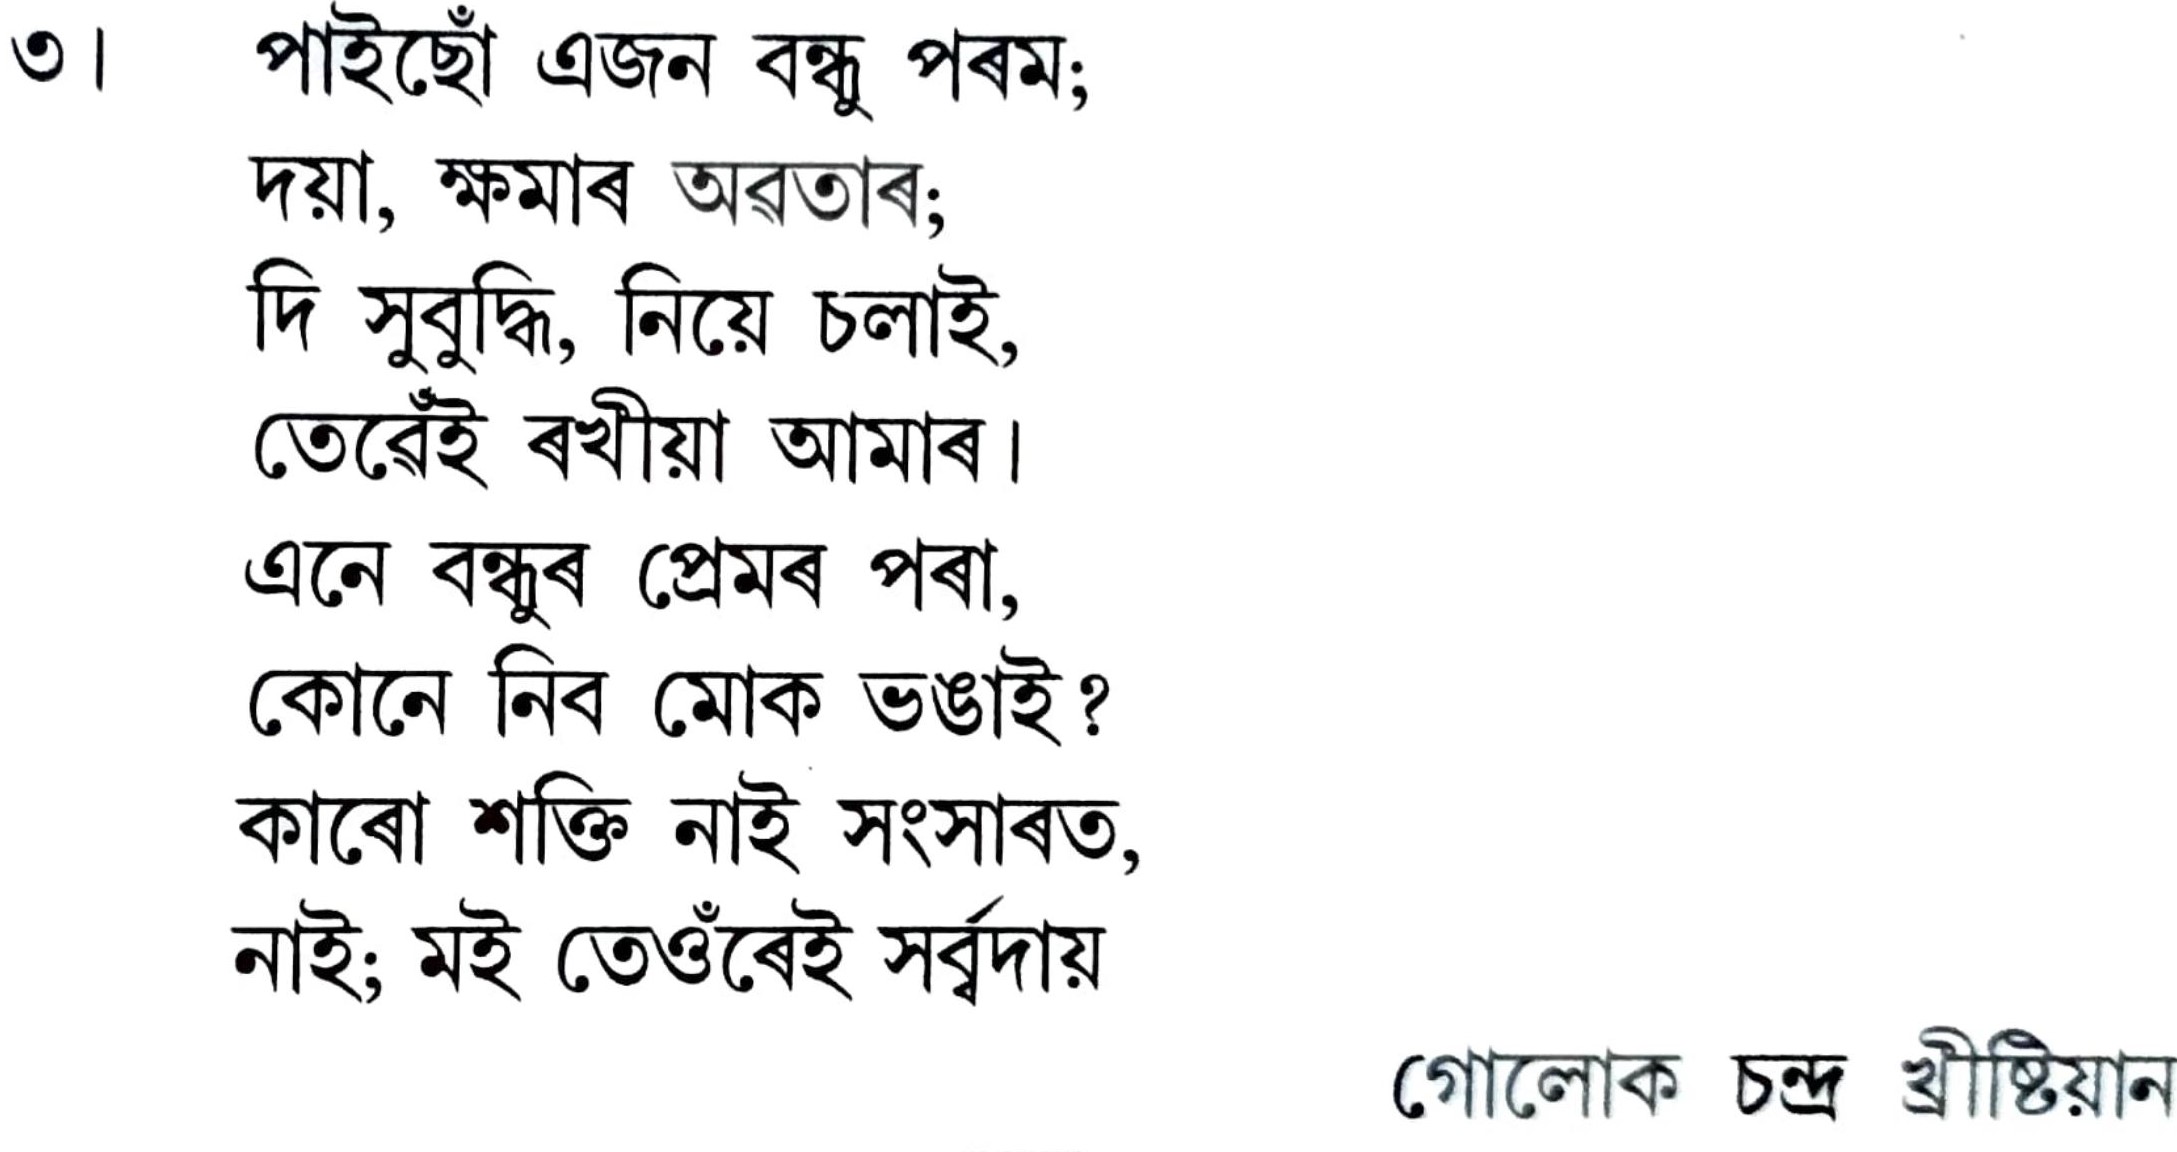 ৩। পাইছোঁ এজন বন্ধু পৰম;
দয়া, ক্ষমাৰ অৱতাৰ;
দি সুবুদ্ধি, নিয়ে চলাই,
তেৱেঁই ৰখীয়া আমাৰ।
এনে বন্ধুৰ প্ৰেমৰ পৰা,
কোনে নিব মোক ভঙাই?
কাৰো শক্তি নাই সংসাৰত,
নাই; মই তেওঁৰেই সৰ্ব্বদায়
গোলোক চন্দ্ৰ খ্ৰীষ্টিয়ান